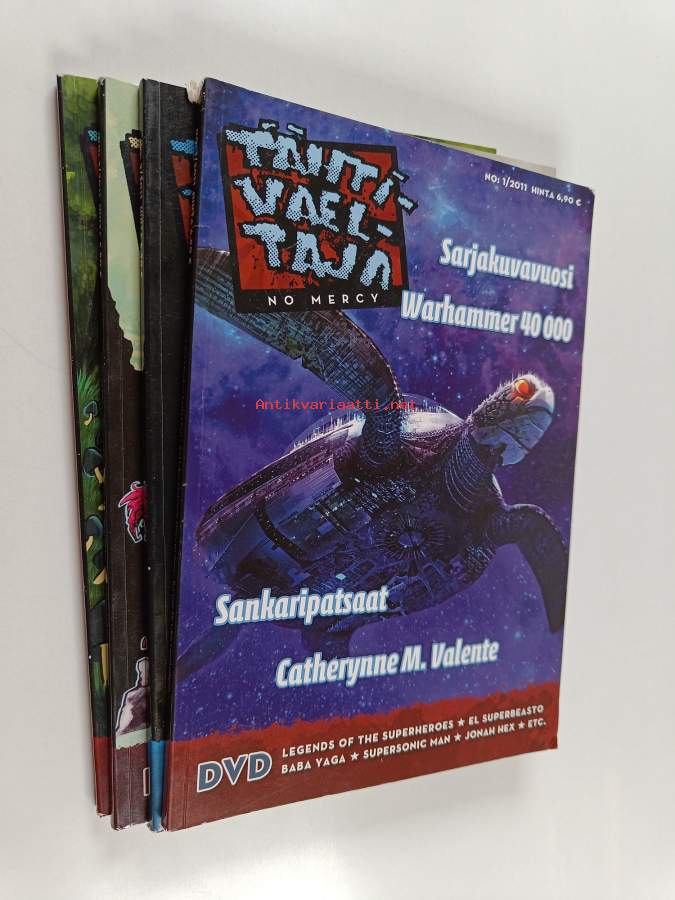 TÄHTI-
VAEL-
TAJA
NO MERCY
NO: 1/2011 HINTA 6,90 €
Sarjakuvavuosi
Warhammer 40 000
Antikvariaatti.net
Sankaripatsaat
Catherynne M. Valente
DVD
LEGENDS OF THE SUPERHEROES ★ EL SUPERBEASTO
BABA YAGA ★ SUPERSONIC MAN ★ JONAH HEX ★ ETC.